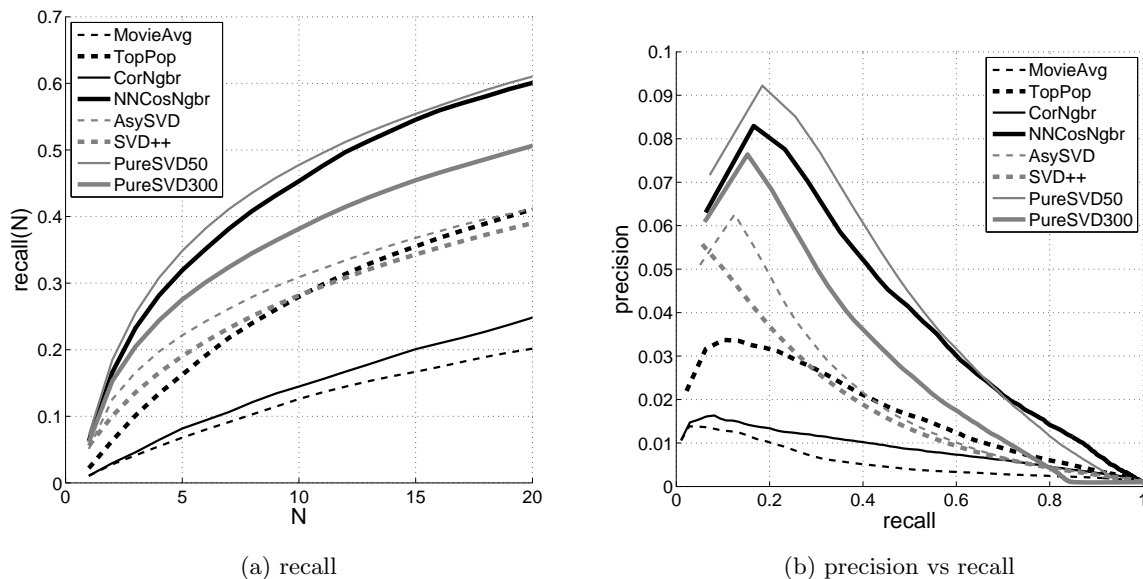 0.7
0.6
0.5
0.4
0.3
0.2
0.1
0
0
5
10
15
20
N
recall(N)
MovieAvg
TopPop
CorNgbr
NNCosNgbr
AsySVD
SVD++
PureSVD50
PureSVD300
(a) recall
0.1
0.09
0.08
0.07
0.06
0.05
0.04
0.03
0.02
0.01
0
0
0.2
0.4
0.6
0.8
1
recall
precision
MovieAvg
TopPop
CorNgbr
NNCosNgbr
AsySVD
SVD++
PureSVD50
PureSVD300
(b) precision vs recall